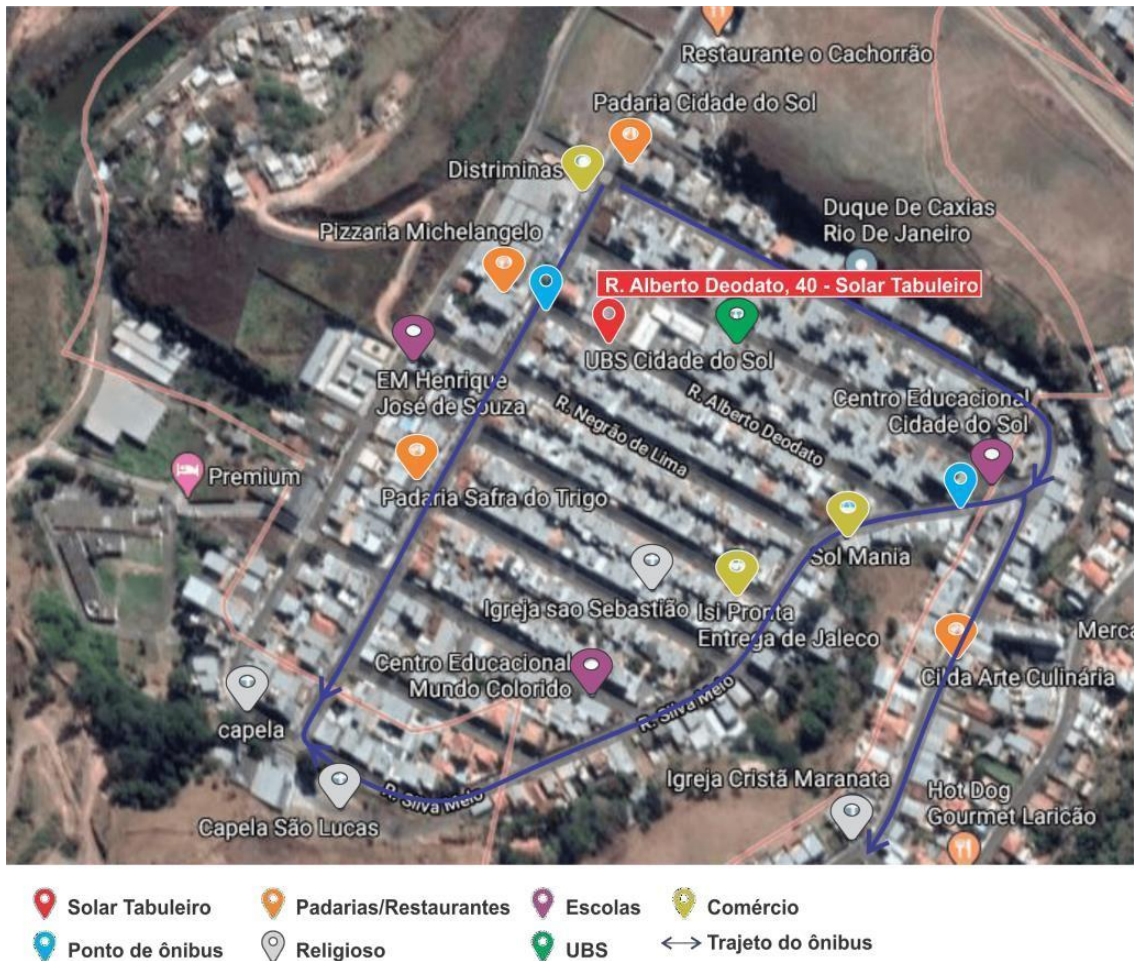 Restaurante o Cachorrão
Padaria Cidade do Sol
Distriminas
Duque De Caxias
Rio De Janeiro
Pizzaria Michelangelo
R. Alberto Deodato, 40 - Solar Tabuleiro
UBS Cidade do Sol
EM Henrique
José de Souza
R. Negrão de Lima
R. Alberto Deodato
Centro Educacional
Cidade do Sol
Padaria Safra do Trigo
Premium
Sol Mania
Igreja sao Sebastião
Isi Pronta
Entrega de Jaleco
Merca
Centro Educacional
Mundo Colorido
Cilda Arte Culinária
R. Silva Melo
capela
R. Silva Melo
Igreja Cristã Maranata
Hot Dog
Gourmet Laricão
Capela São Lucas
Solar Tabuleiro
Padarias/Restaurantes
Escolas
Comércio
Ponto de ônibus
Religioso
UBS
Trajeto do ônibus